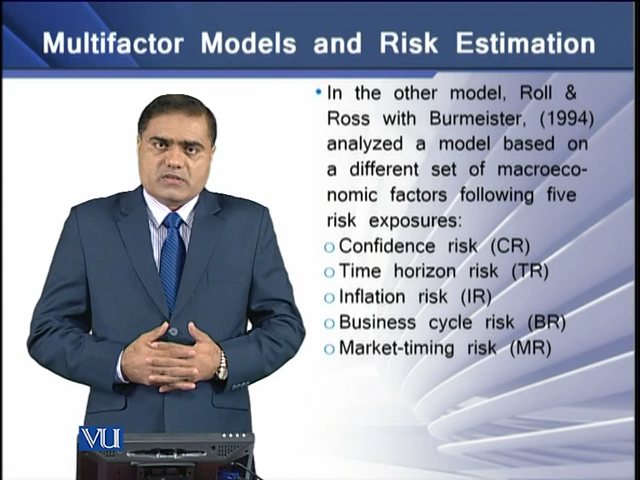 Multifactor Models and Risk Estimation
• In the other model, Roll &
Ross with Burmeister, (1994)
analyzed a model based on
a different set of macroeco-
nomic factors following five
risk exposures:
o Confidence risk (CR)
o Time horizon risk (TR)
o Inflation risk (IR)
o Business cycle risk (BR)
o Market-timing risk (MR)
VU